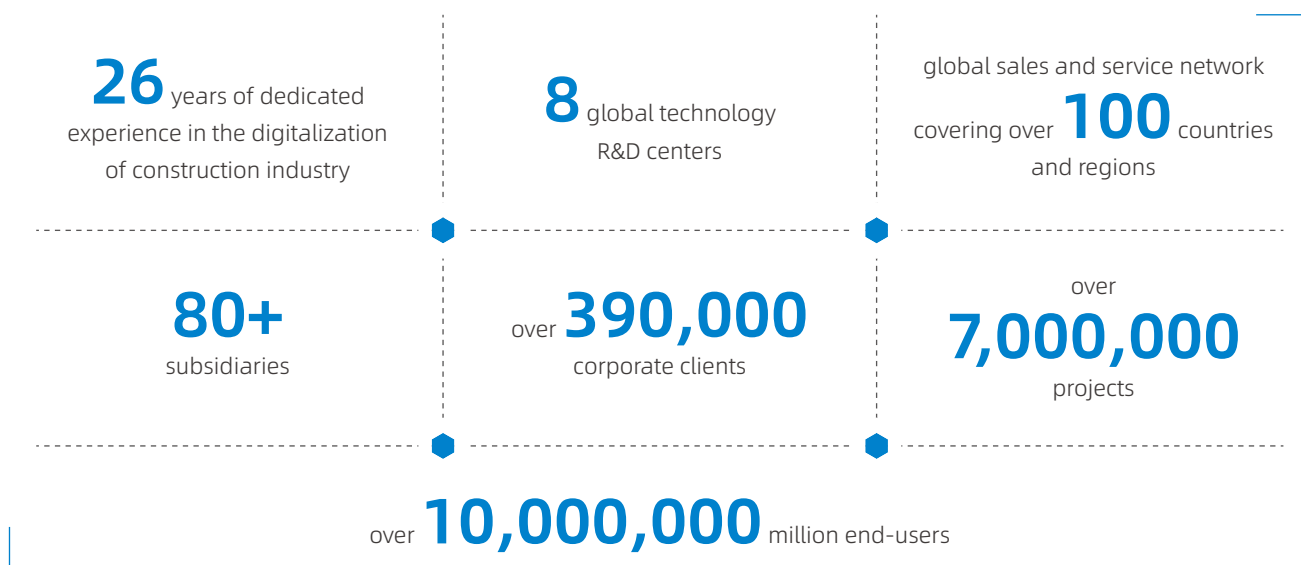 26 years of dedicated
experience in the digitalization
of construction industry
8 global technology
R&D centers
global sales and service network
covering over 100 countries
and regions
80+
subsidiaries
over 390,000
corporate clients
over
7,000,000
projects
over 10,000,000 million end-users